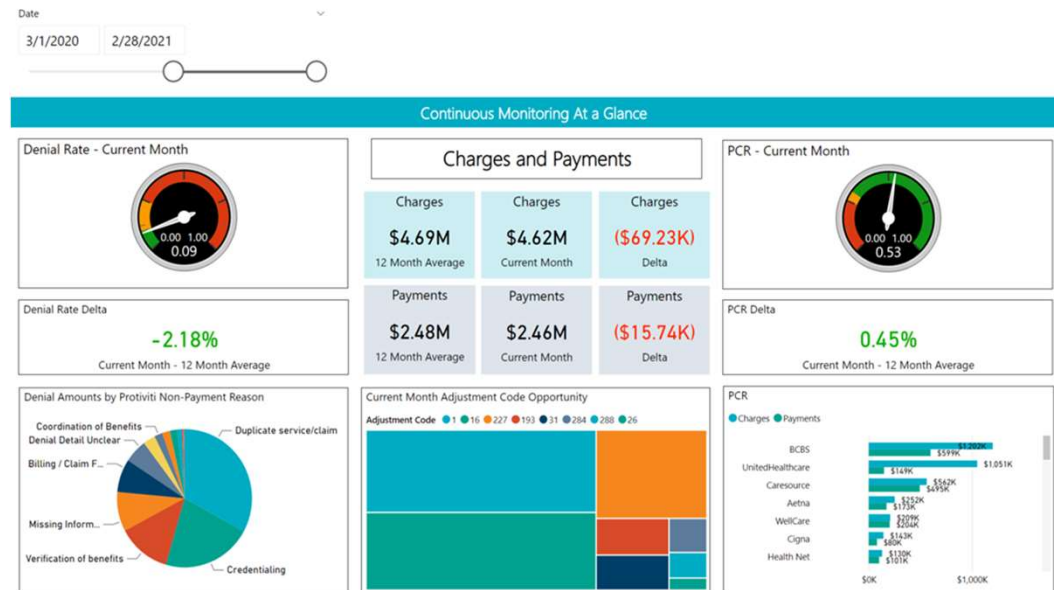 Date
3/1/2020 2/28/2021
Continuous Monitoring At a Glance
Denial Rate - Current Month
0.00 1.00
0.09
Denial Rate Delta
-2.18%
Current Month - 12 Month Average
Charges and Payments
Charges Charges Charges
$4.69M $4.62M ($69.23K)
12 Month Average Current Month Delta
Payments Payments Payments
$2.48M $2.46M ($15.74K)
12 Month Average Current Month Delta
PCR - Current Month
0.00 1.00
0.53
PCR Delta
0.45%
Current Month - 12 Month Average
Denial Amounts by Protiviti Non-Payment Reason
Coordination of Benefits
Duplicate service/claim
Denial Detail Unclear
Billing / Claim F...
Missing Inform...
Verification of benefits
Credentialing
Current Month Adjustment Code Opportunity
Adjustment Code 1 16 227 193 31 284 288 26
PCR
Charges Payments
BCBS $1,202K
$599K
UnitedHealthcare $1,051K
$149K
Caresource $562K
$495K
Aetna $252K
$173K
WellCare $209K
$204K
Cigna $143K
$80K
Health Net $130K
$101K
$0K $1,000K